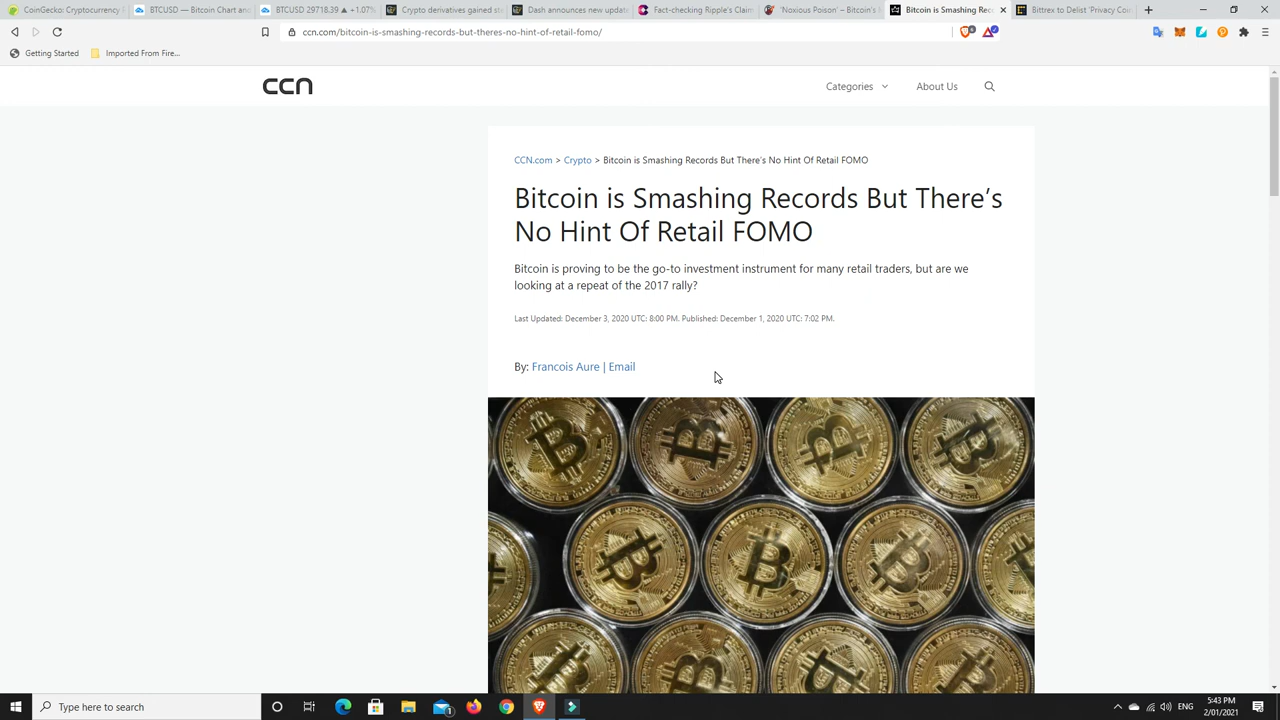 CoinGecko: Cryptocurrency P
BTCUSD — Bitcoin Chart and
BTCUSD 29718.39 ▲ +1.07%
Crypto derivatives gained st
Dash announces new updat
Fact-checking Ripple's Claim
'Noxious Poison' – Bitcoin's
Bitcoin is Smashing Records
Bittrex to Delist 'Privacy Coi
ccn.com/bitcoin-is-smashing-records-but-theres-no-hint-of-retail-fomo/
Getting Started
Imported From Fire...
ccn
Categories
About Us
CCN.com > Crypto > Bitcoin is Smashing Records But There's No Hint Of Retail FOMO
Bitcoin is Smashing Records But There's
No Hint Of Retail FOMO
Bitcoin is proving to be the go-to investment instrument for many retail traders, but are we
looking at a repeat of the 2017 rally?
Last Updated: December 3, 2020 UTC: 8:00 PM. Published: December 1, 2020 UTC: 7:02 PM.
By: Francois Aure | Email
Type here to search
ENG
5:43 PM
2/01/2021